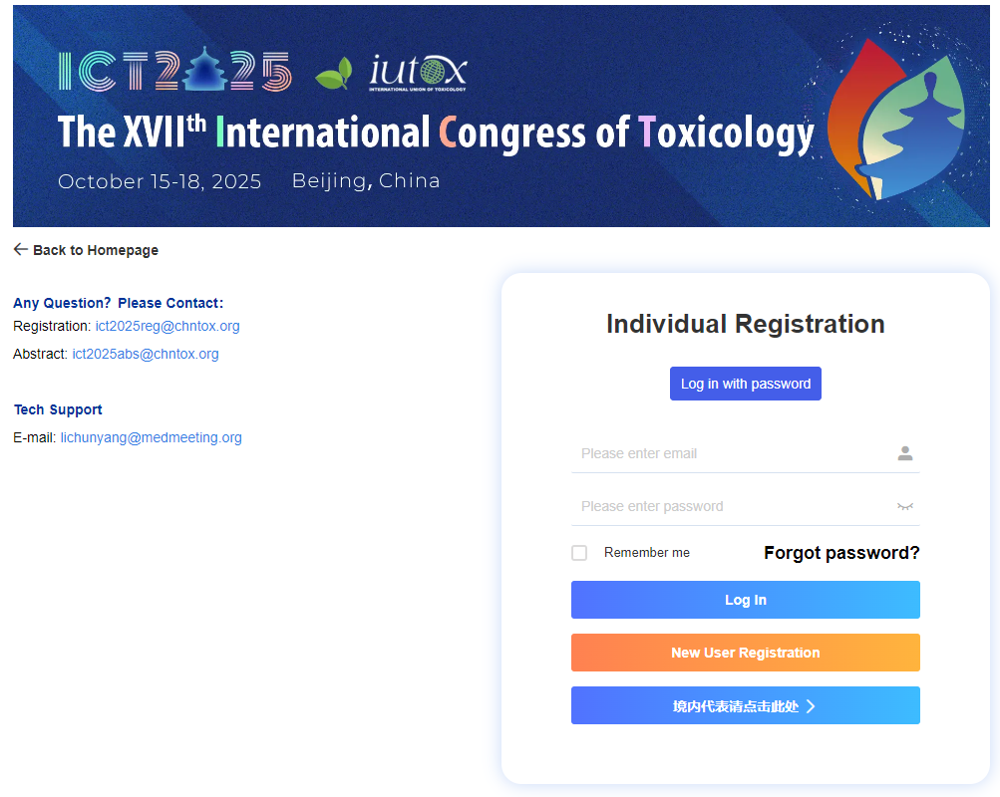 ICT2025
iutox
INTERNATIONAL UNION OF TOXICOLOGY
The XVIIth International Congress of Toxicology
October 15-18, 2025 Beijing, China
Back to Homepage
Any Question? Please Contact:
Registration: ict2025reg@chntox.org
Abstract: ict2025abs@chntox.org
Tech Support
E-mail: lichunyang@medmeeting.org
Individual Registration
Log in with password
Please enter email
Please enter password
Remember me Forgot password?
Log In
New User Registration
境内代表请点击此处